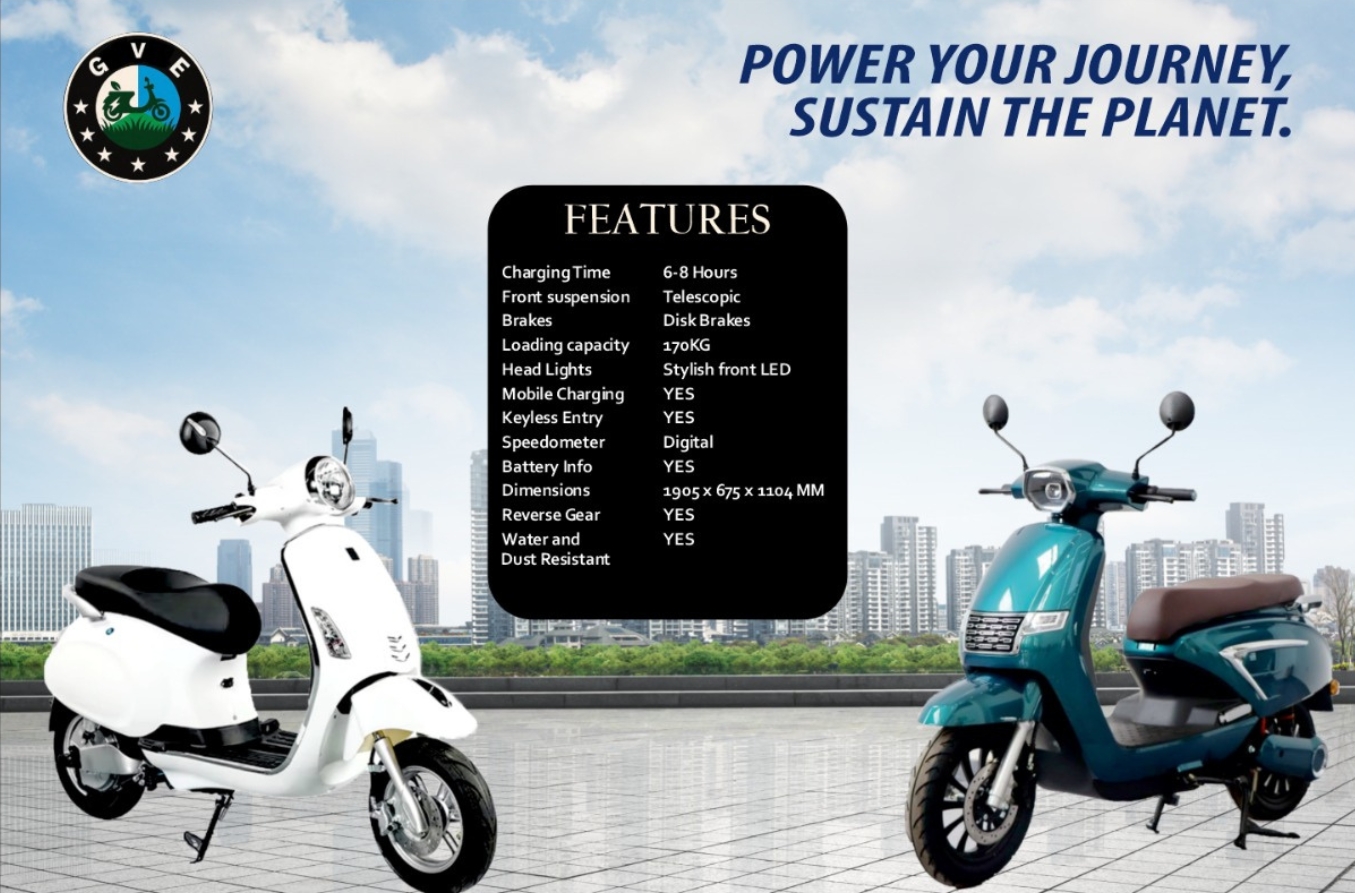 G V E
POWER YOUR JOURNEY,
SUSTAIN THE PLANET.
FEATURES
Charging Time 6-8 Hours
Front suspension Telescopic
Brakes Disk Brakes
Loading capacity 170KG
Head Lights Stylish front LED
Mobile Charging YES
Keyless Entry YES
Speedometer Digital
Battery Info YES
Dimensions 1905 x 675 x 1104 MM
Reverse Gear YES
Water and YES
Dust Resistant